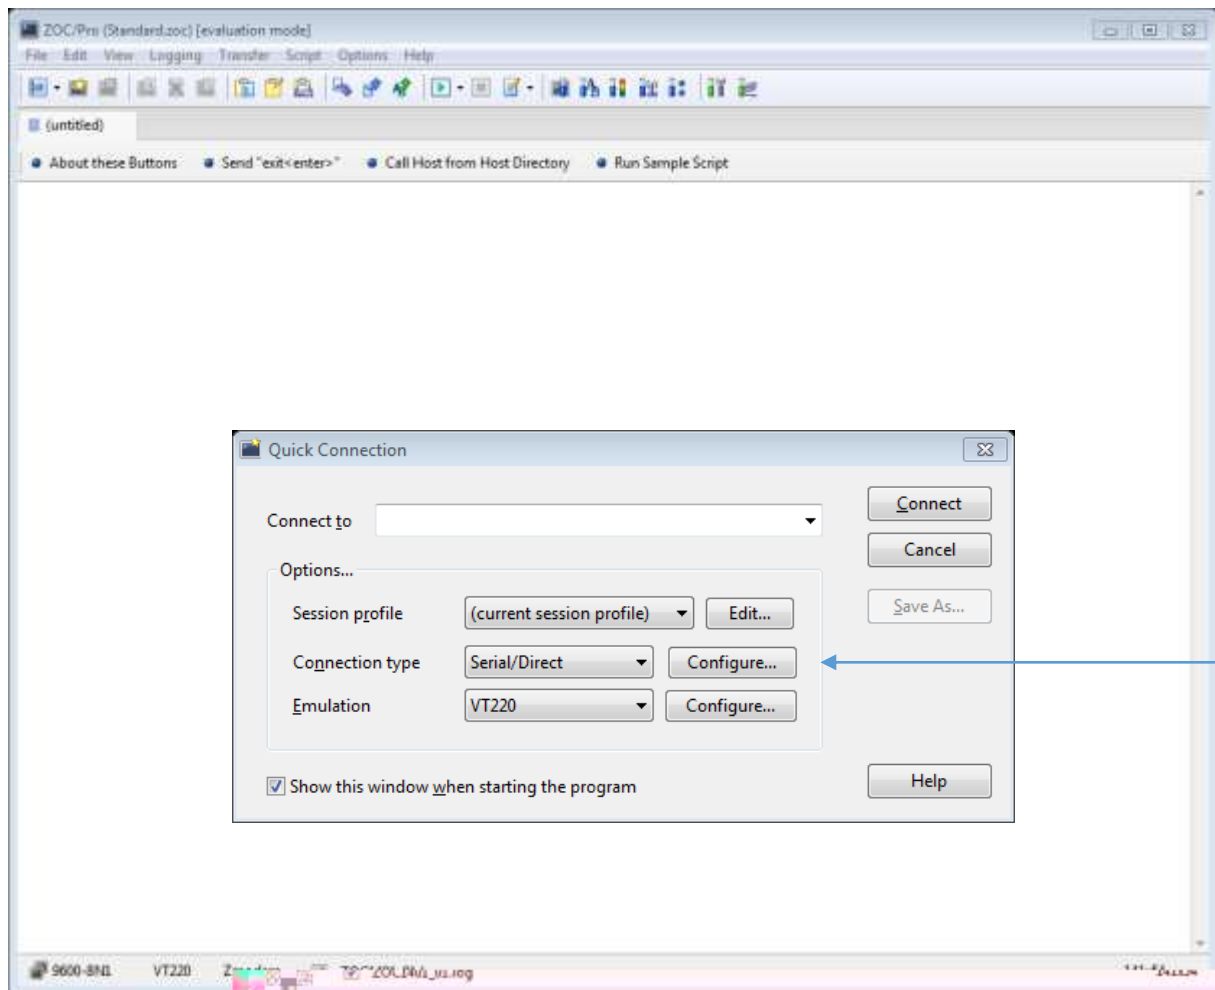 ZOC/Pro (Standard.zoc) [evaluation mode]
File Edit View Logging Transfer Script Options Help
(untitled)
About these Buttons Send "exit<enter>" Call Host from Host Directory Run Sample Script
Quick Connection
Connect to
Connect
Cancel
Options...
Session profile (current session profile) Edit...
Save As...
Connection type Serial/Direct Configure...
Emulation VT220 Configure...
Show this window when starting the program
Help
9600-8N1 VT220